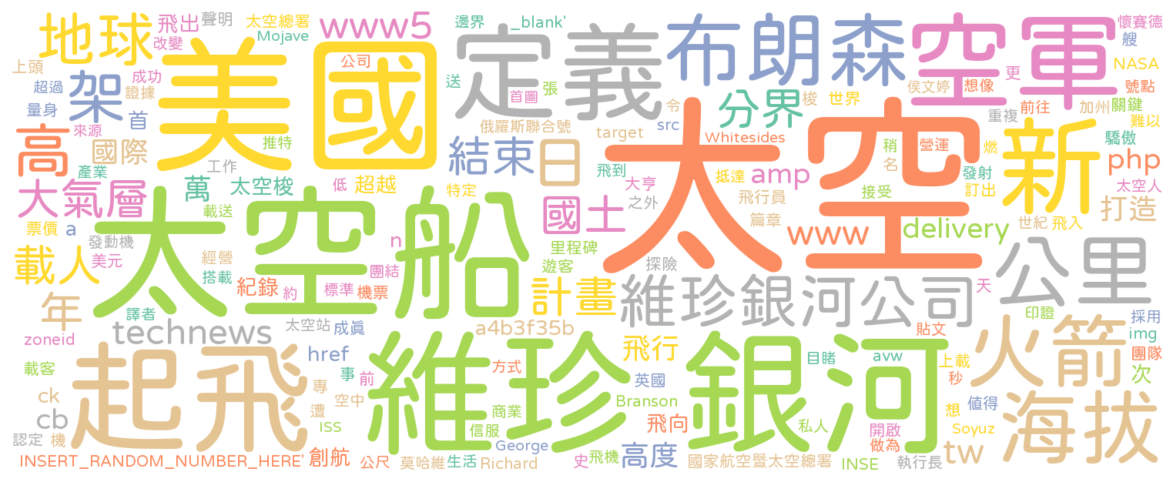 地球
飛出
聲明
太空總署
Mojave
改變
www5
邊界
_blank'
定義
布朗森
空軍
懷賽德
艘
NASA
上頭
超過
成功
量身
證據
架
首
美國
公司
送
首圖
張
分界
梭
世界
侯文婷
想像
更
號點
加州
關鍵
前往
重複
難以
來源
高
國際
產業
推特
工作
俄羅斯聯合號
令
target
src
Whitesides
稍
名
營運
燃
新
驕傲
php
結束
日
太空
飛到
amp
抵達
飛行員
接受
發射
訂出
太空人
大氣層
萬
太空梭
低
超越
特定
大亨
之外
篇章
世紀
飛入
打造
票價
a
載送
發動機
太空船
n
國土
里程碑
遊客
www
delivery
載人
美元
經營
搭載
紀錄
約
標準
團結
機票
計畫
探險
維珍銀河公司
天
公里
印證
年
譯者
technews
太空站
成真
a4b3f35b
貼文
採用
img
zoneid
起飛
href
維珍銀河
飛行
目睹
avw
上載
秒
火箭
團隊
次
載客
ck
cb
事
前
專
遭
ISS
空中
方式
英國
商業
Branson
信服
飛向
私人
開啟
做為
想
值得
Soyuz
海拔
認定
機
INSERT_RANDOM_NUMBER_HERE'
創航
公尺
莫哈維
生活
George
Richard
史
飛機
高度
國家航空暨太空總署
INSE
執行長
tw